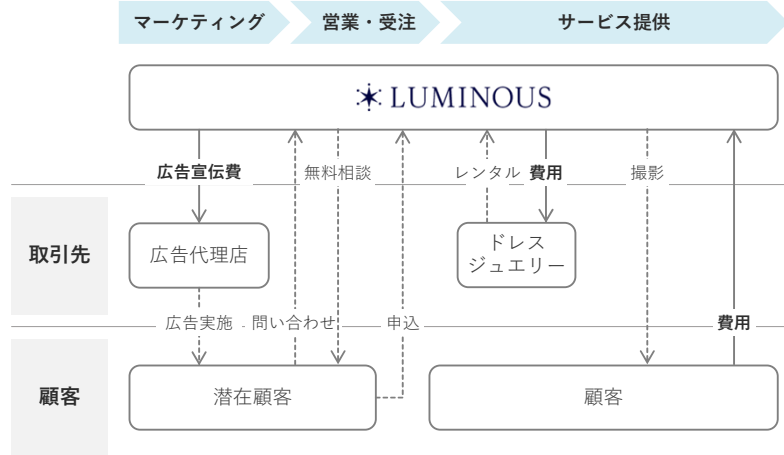 マーケティング
営業・受注
サービス提供
LUMINOUS
広告宣伝費
無料相談
レンタル
費用
撮影
取引先
広告代理店
ドレス
ジュエリー
広告実施
問い合わせ
申込
費用
顧客
潜在顧客
顧客